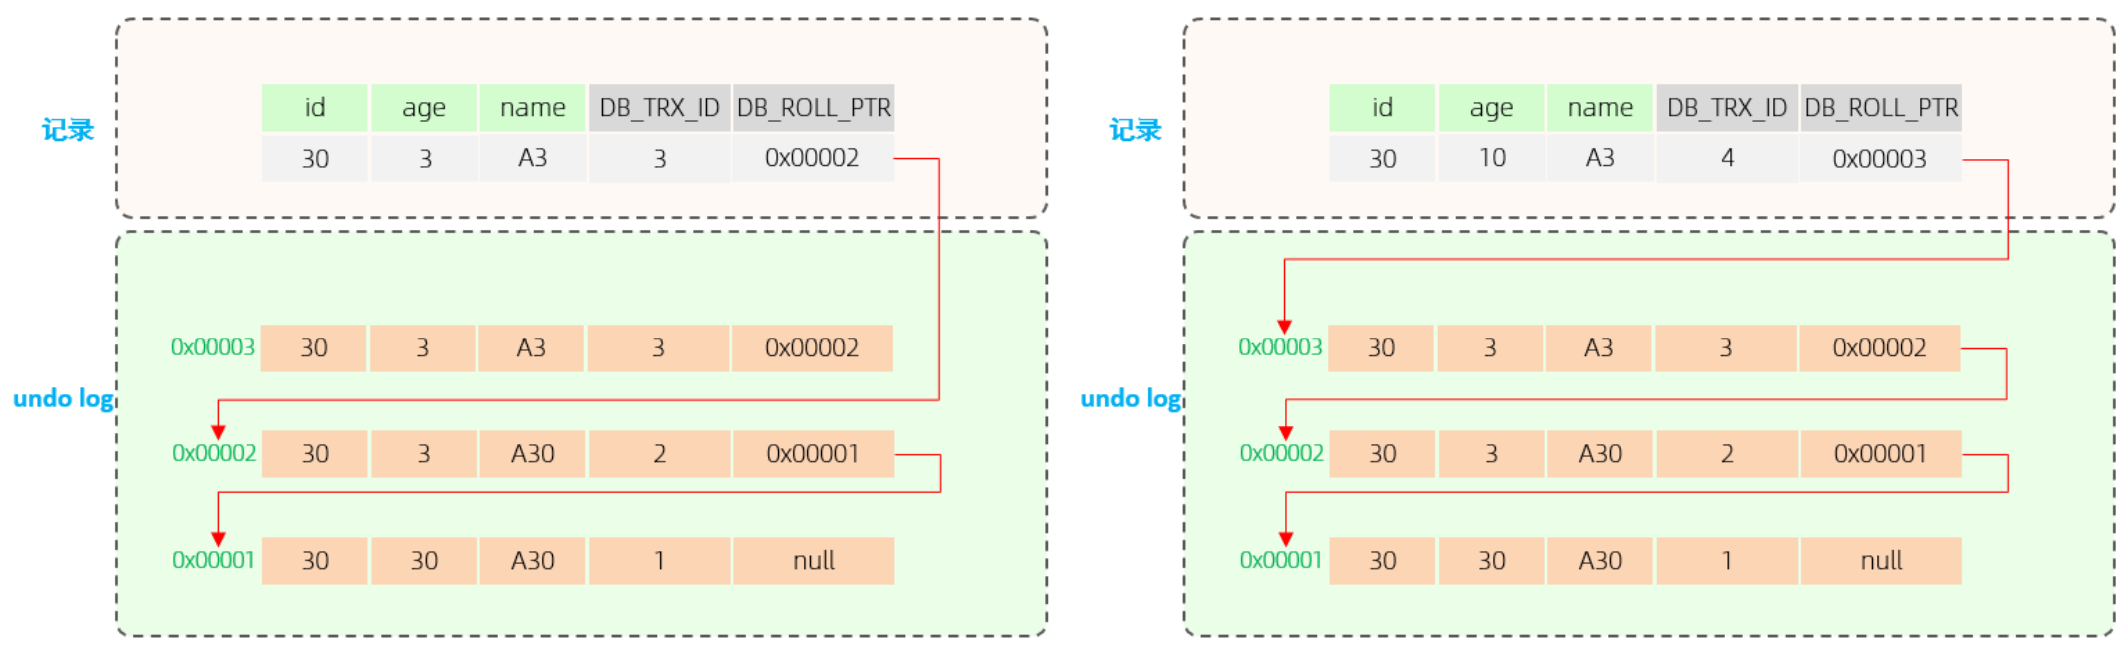 id age name DB_TRX_ID DB_ROLL_PTR
记录
30 3 A3 3 0x00002
0x00003 30 3 A3 3 0x00002
undo log
0x00002 30 3 A30 2 0x00001
0x00001 30 30 A30 1 null
id age name DB_TRX_ID DB_ROLL_PTR
记录
30 10 A3 4 0x00003
0x00003 30 3 A3 3 0x00002
undo log
0x00002 30 3 A30 2 0x00001
0x00001 30 30 A30 1 null